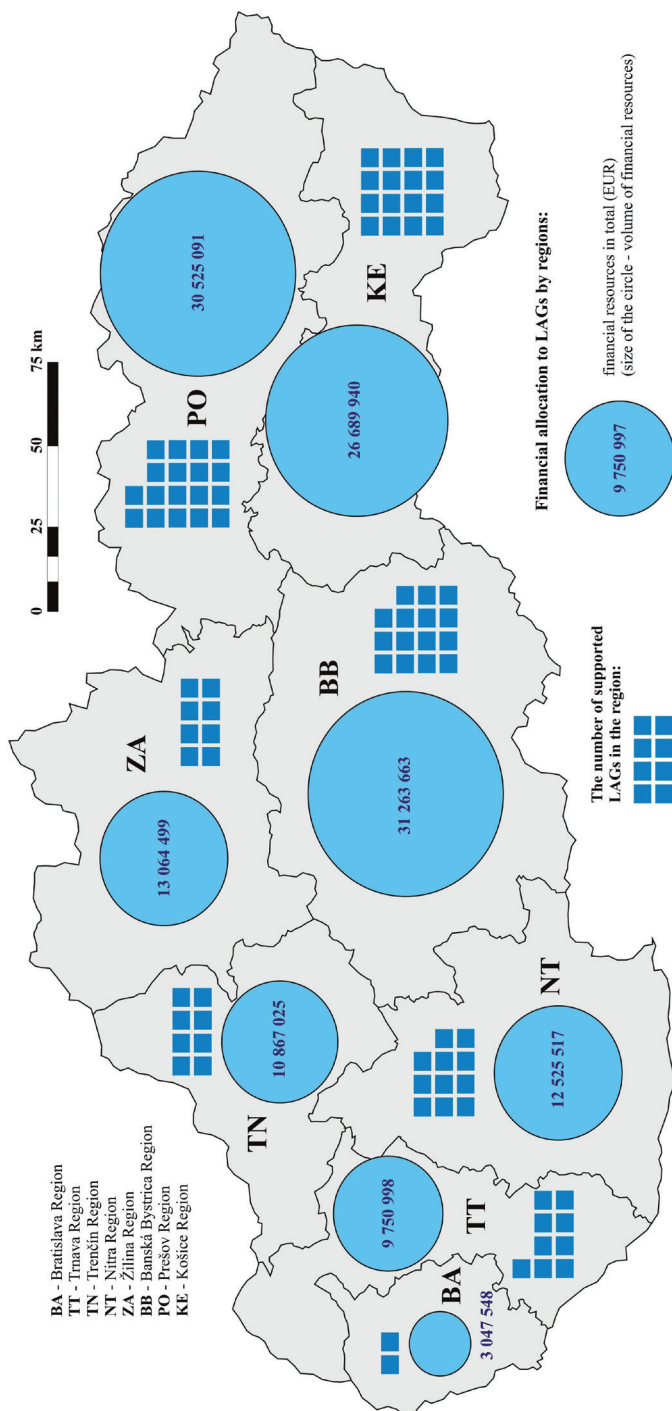 BA - Bratislava Region
TT - Trnava Region
TN - Trenčín Region
NT - Nitra Region
ZA - Žilina Region
BB - Banská Bystrica Region
PO - Prešov Region
KE - Košice Region
0 25 50 75 km
ZA
13 064 499
PO
30 525 091
TN
10 867 025
BB
31 263 663
KE
26 689 940
TT
9 750 998
BA
3 047 548
NT
12 525 517
The number of supported
LAGs in the region:
Financial allocation to LAGs by regions:
9 750 997
financial resources in total (EUR)
(size of the circle - volume of financial resources)